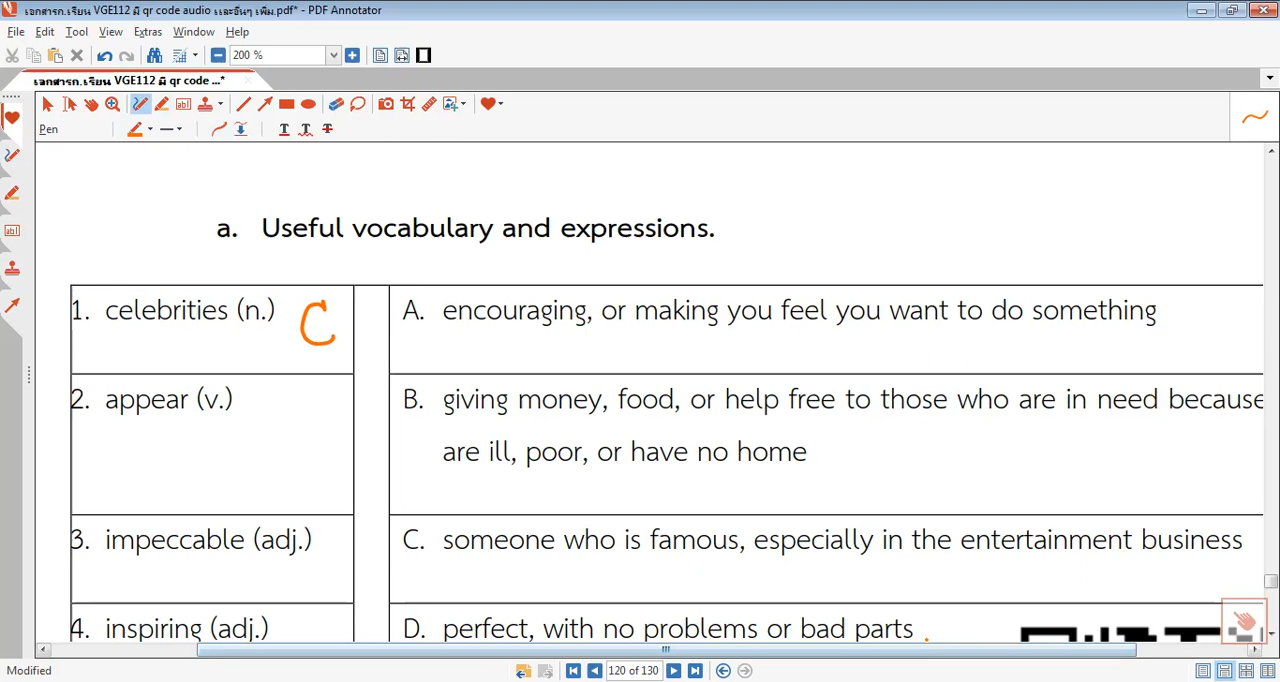 เอกสารก.เรียน VGE112 มี qr code audio และอื่นๆ เพิ่ม.pdf* - PDF Annotator
File Edit Tool View Extras Window Help
200 %
เอกสารก.เรียน VGE112 มี qr code ...*
Pen
a. Useful vocabulary and expressions.
1. celebrities (n.) C
A. encouraging, or making you feel you want to do something
2. appear (v.)
B. giving money, food, or help free to those who are in need because
are ill, poor, or have no home
3. impeccable (adj.)
C. someone who is famous, especially in the entertainment business
4. inspiring (adj.)
D. perfect, with no problems or bad parts
Modified
120 of 130